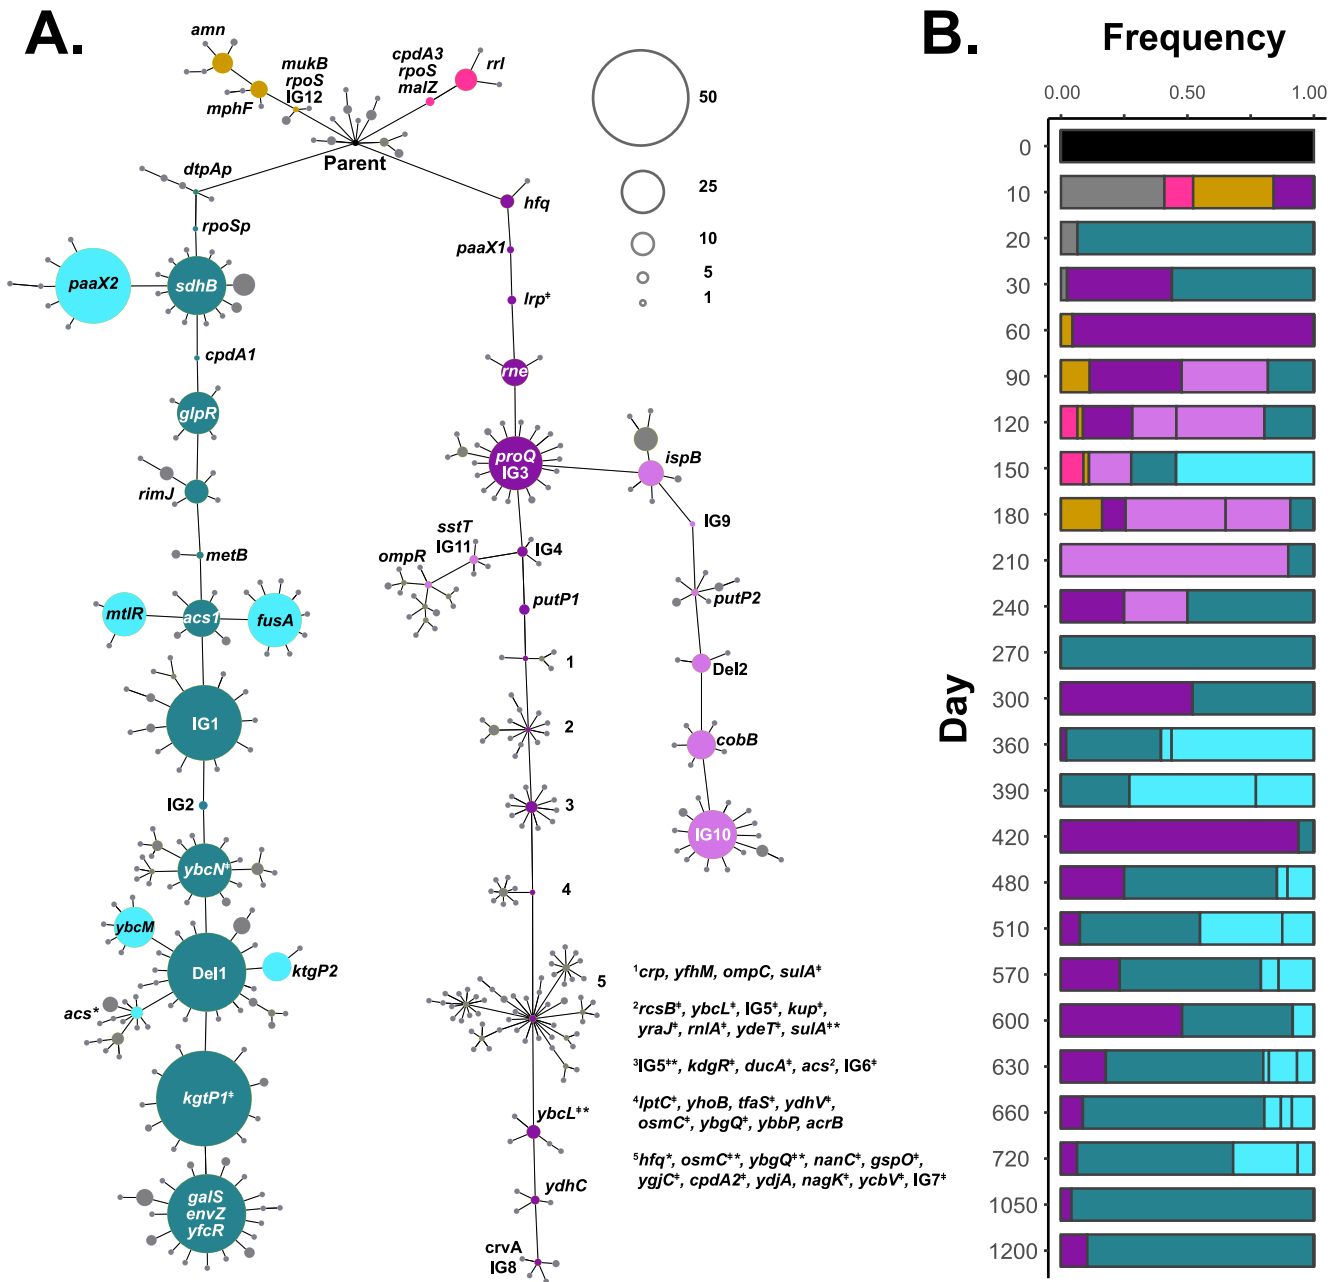 A.
amn
mukB
rpoS
IG12
mphF
cpdA3
rpoS
malZ
rrl
Parent
dtpAp
rpoSp
paaX2
sdhB
cpdA1
glpR
rimJ
metB
mtlR
acs1
fusA
IG1
IG2
ybcN‡
ybcM
Del1
ktgP2
acs*
kgtP1‡
galS
envZ
yfcR
hfq
paaX1
lrp‡
rne
proQ
IG3
ispB
IG9
sstT
IG11
IG4
ompR
putP1
putP2
1
Del2
2
cobB
3
IG10
4
5
ybcL‡*
ydhC
crvA
IG8
50
25
10
5
1
¹crp, yfhM, ompC, sulA‡
²rcsB‡, ybcL‡, IG5‡, kup‡,
yraJ‡, rnlA‡, ydeT‡, sulA‡*
³IG5‡*, kdgR‡, ducA‡, acs², IG6‡
⁴lptC‡, yhoB, tfaS‡, ydhV‡,
osmC‡, ybgQ‡, ybbP, acrB
⁵hfq*, osmC‡*, ybgQ‡*, nanC‡, gspO‡,
ygjC‡, cpdA2‡, ydjA, nagK‡, ycbV‡, IG7‡
B.
Frequency
0.00 0.50 1.00
Day
0
10
20
30
60
90
120
150
180
210
240
270
300
360
390
420
480
510
570
600
630
660
720
1050
1200